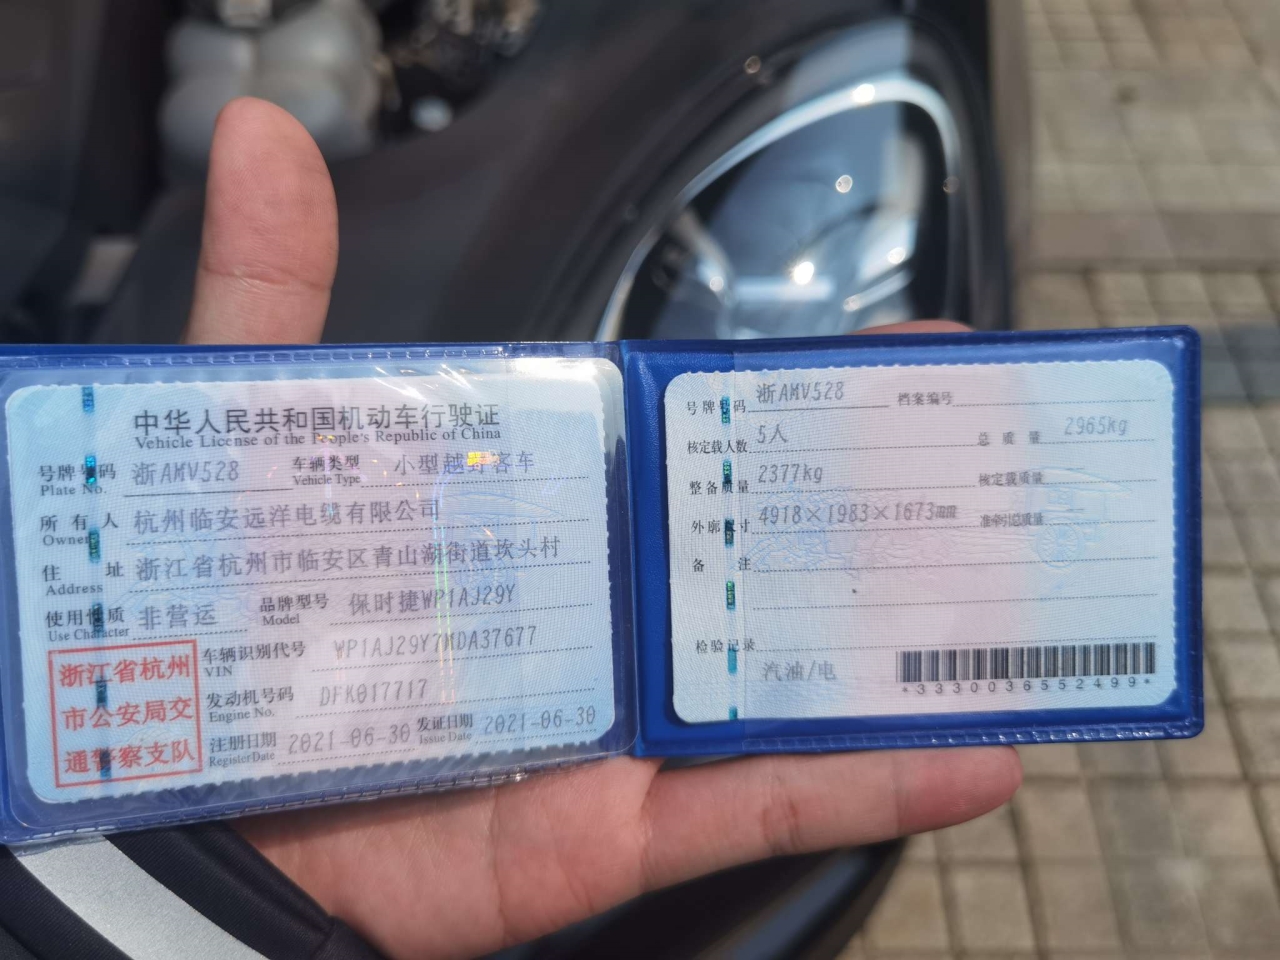 中华人民共和国机动车行驶证
Vehicle License of the People's Republic of China
号牌号码 浙AMV528 车辆类型 小型越野客车
Plate No. Vehicle Type
所有人 杭州临安远洋电缆有限公司
Owner
住址 浙江省杭州市临安区青山湖街道坎头村
Address
使用性质 非营运 品牌型号 保时捷WP1AJ29Y
Use Character Model
浙江省杭州
市公安局交
通警察支队
车辆识别代号 WP1AJ29Y7MDA37677
VIN
发动机号码 DFK017717
Engine No.
注册日期 2021-06-30 发证日期 2021-06-30
Register Date Issue Date
号牌号码 浙AMV528 档案编号
核定载人数 5人 总质量 2965kg
整备质量 2377kg 核定载质量
外廓尺寸 4918×1983×1673mm 准牵引总质量
备注
检验记录
汽油/电
*3330036552499*